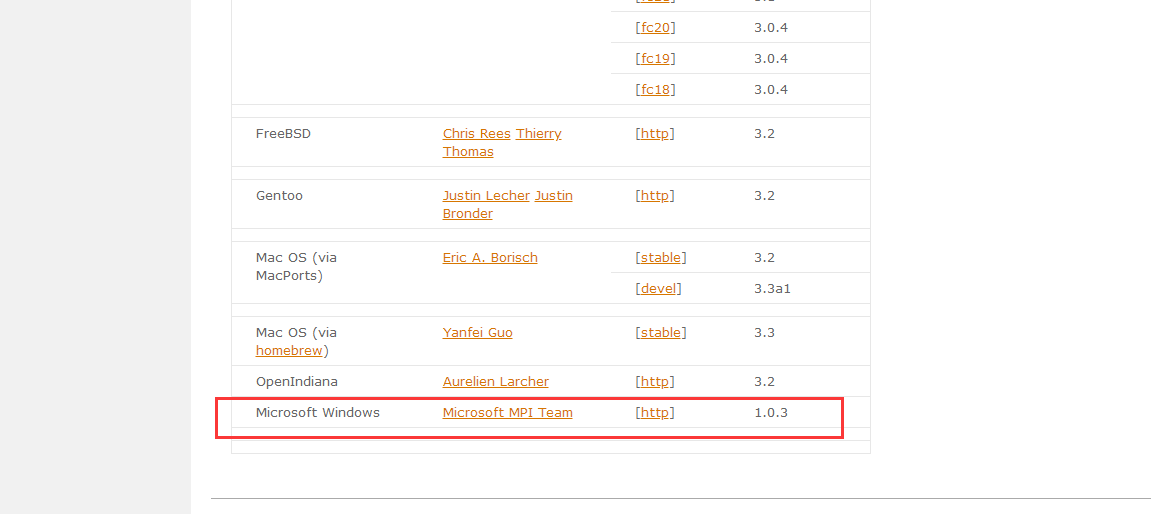 [fc20] 3.0.4
[fc19] 3.0.4
[fc18] 3.0.4
FreeBSD Chris Rees Thierry [http] 3.2
Thomas
Gentoo Justin Lecher Justin [http] 3.2
Bronder
Mac OS (via Eric A. Borisch [stable] 3.2
MacPorts)
[devel] 3.3a1
Mac OS (via Yanfei Guo [stable] 3.3
homebrew)
OpenIndiana Aurelien Larcher [http] 3.2
Microsoft Windows Microsoft MPI Team [http] 1.0.3